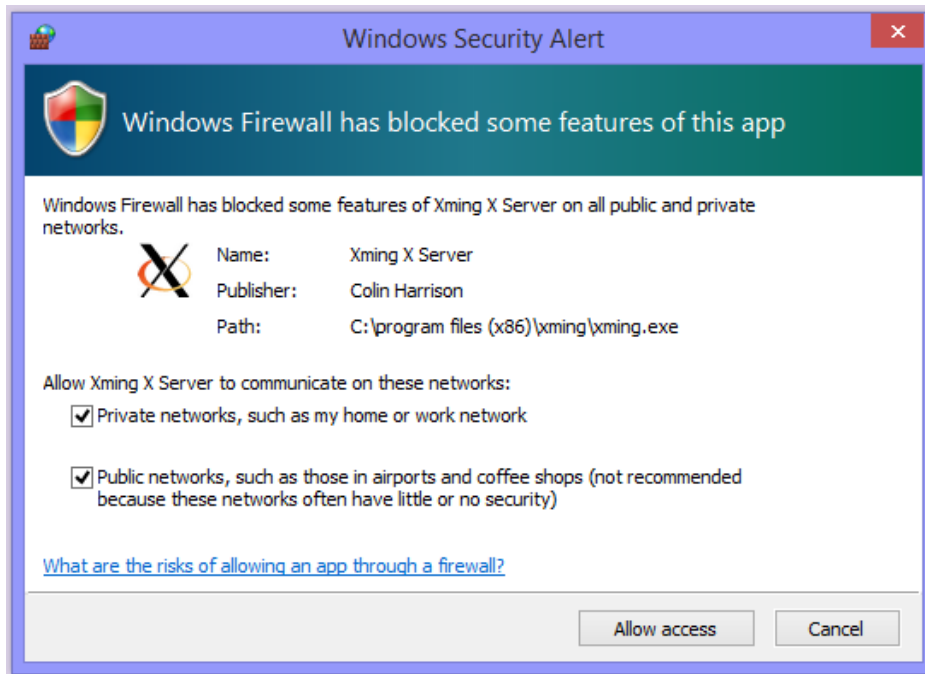 Windows Security Alert
Windows Firewall has blocked some features of this app
Windows Firewall has blocked some features of Xming X Server on all public and private
networks.
Name: Xming X Server
Publisher: Colin Harrison
Path: C:\program files (x86)\xming\xming.exe
Allow Xming X Server to communicate on these networks:
Private networks, such as my home or work network
Public networks, such as those in airports and coffee shops (not recommended
because these networks often have little or no security)
What are the risks of allowing an app through a firewall?
Allow access Cancel